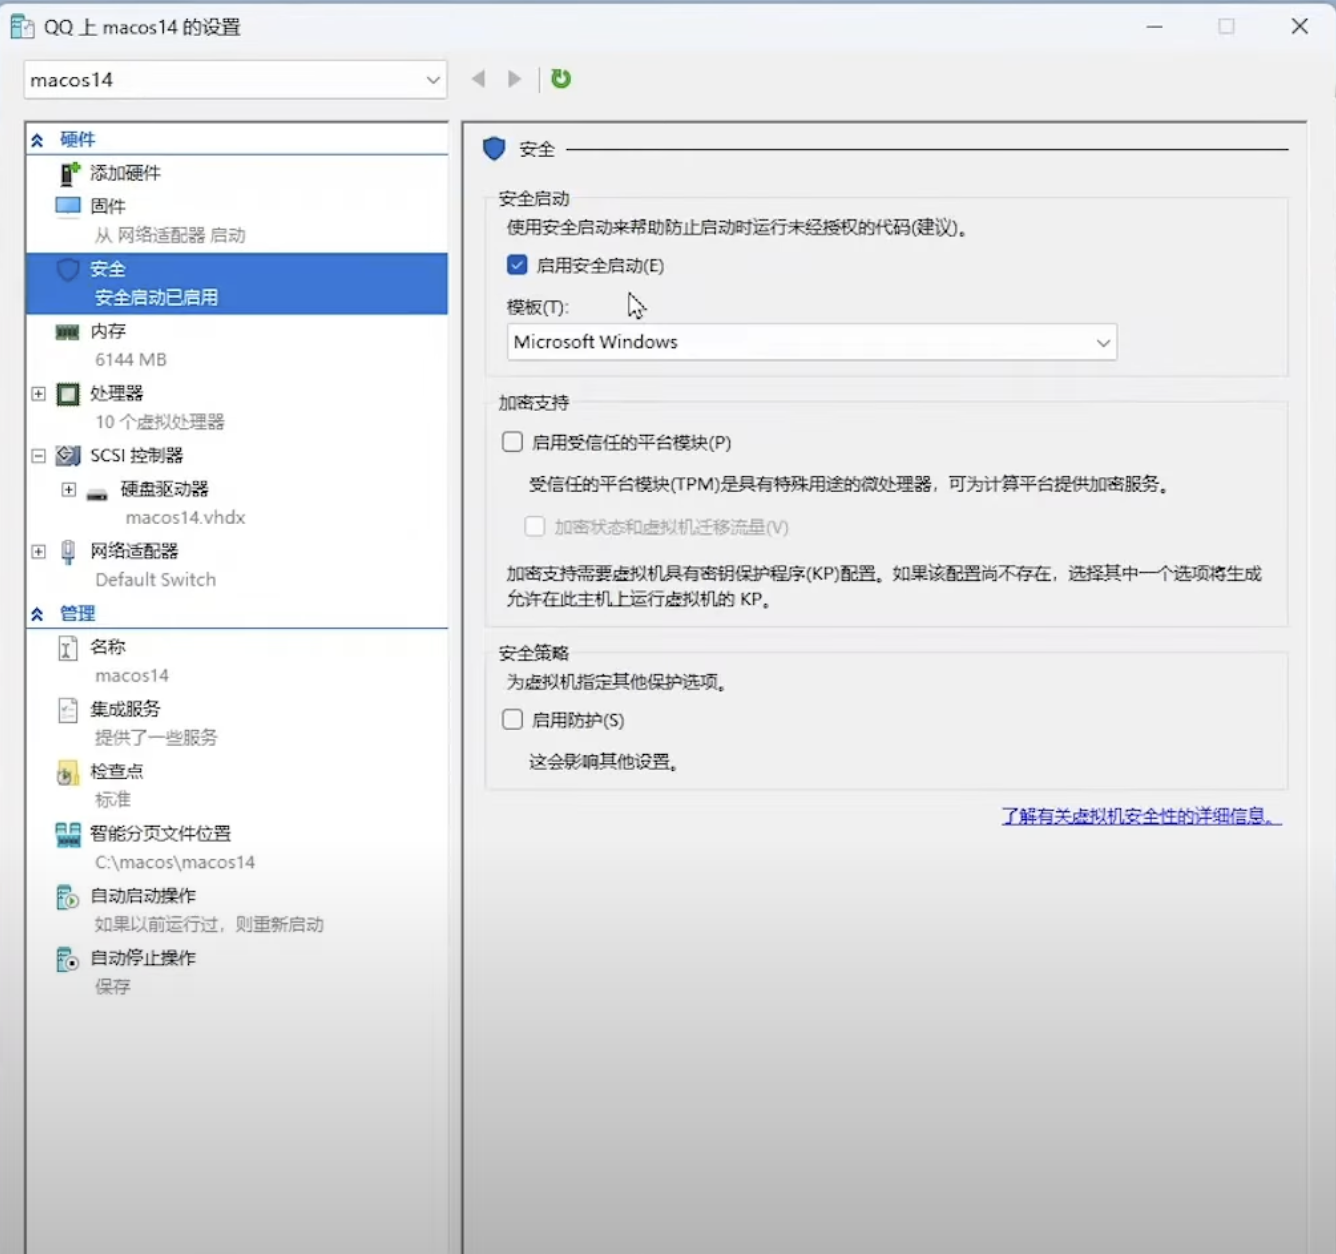 QQ 上 macos14 的设置
macos14
硬件
添加硬件
固件
从 网络适配器 启动
安全
安全启动已启用
内存
6144 MB
处理器
10 个虚拟处理器
SCSI 控制器
硬盘驱动器
macos14.vhdx
网络适配器
Default Switch
管理
名称
macos14
集成服务
提供了一些服务
检查点
标准
智能分页文件位置
C:\macos\macos14
自动启动操作
如果以前运行过，则重新启动
自动停止操作
保存
安全
安全启动
使用安全启动来帮助防止启动时运行未经授权的代码(建议)。
启用安全启动(E)
模板(T):
Microsoft Windows
加密支持
启用受信任的平台模块(P)
受信任的平台模块(TPM)是具有特殊用途的微处理器，可为计算平台提供加密服务。
加密状态和虚拟机迁移流量(V)
加密支持需要虚拟机具有密钥保护程序(KP)配置。如果该配置尚不存在，选择其中一个选项将生成
允许在此主机上运行虚拟机的 KP。
安全策略
为虚拟机指定其他保护选项。
启用防护(S)
这会影响其他设置。
了解有关虚拟机安全性的详细信息。